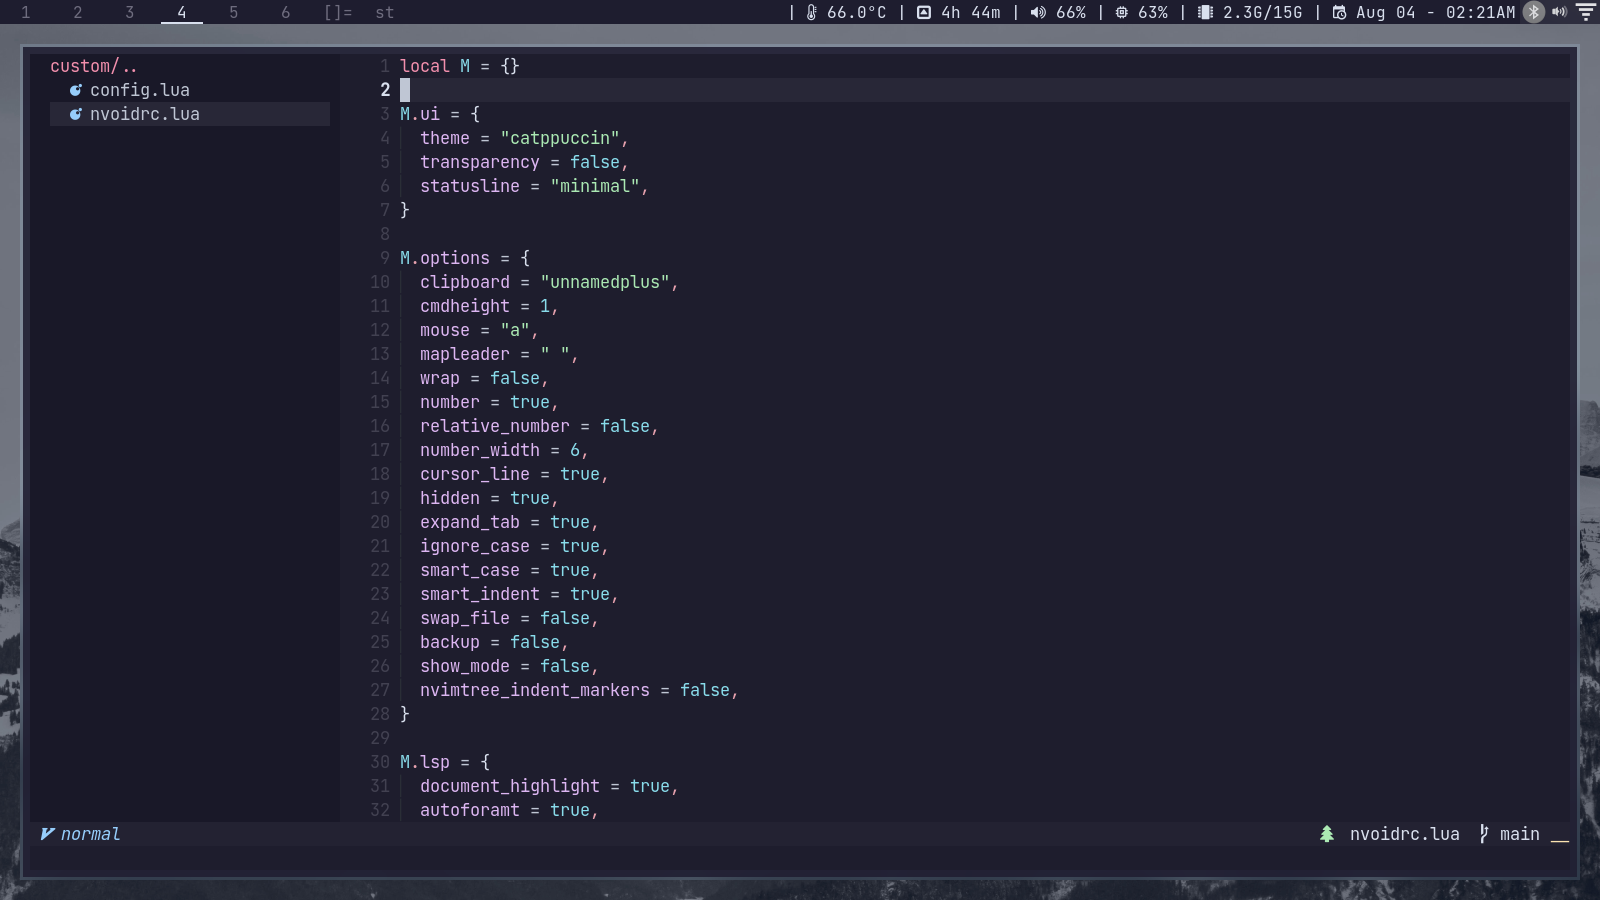 1 2 3 4 5 6 []= st | 66.0°C | 4h 44m | 66% | 63% | 2.3G/15G | Aug 04 - 02:21AM
custom/..
config.lua
nvoidrc.lua
1 local M = {}
2
3 M.ui = {
4 theme = "catppuccin",
5 transparency = false,
6 statusline = "minimal",
7 }
8
9 M.options = {
10 clipboard = "unnamedplus",
11 cmdheight = 1,
12 mouse = "a",
13 mapleader = " ",
14 wrap = false,
15 number = true,
16 relative_number = false,
17 number_width = 6,
18 cursor_line = true,
19 hidden = true,
20 expand_tab = true,
21 ignore_case = true,
22 smart_case = true,
23 smart_indent = true,
24 swap_file = false,
25 backup = false,
26 show_mode = false,
27 nvimtree_indent_markers = false,
28 }
29
30 M.lsp = {
31 document_highlight = true,
32 autoforamt = true,
normal nvoidrc.lua main __